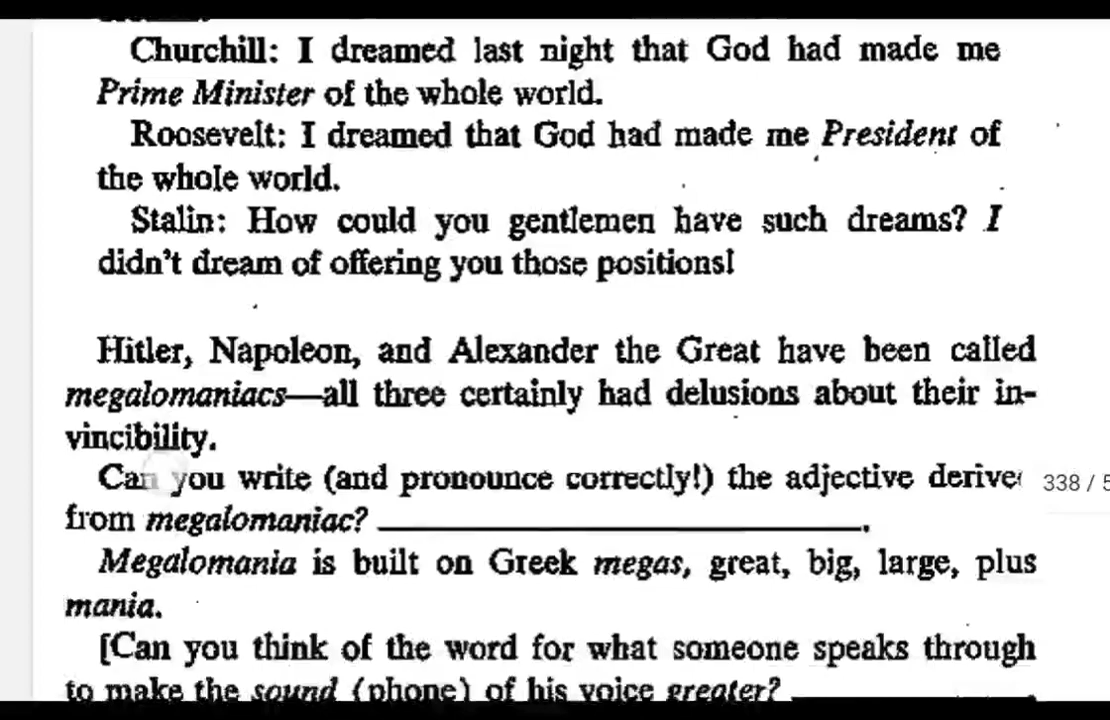 Churchill: I dreamed last night that God had made me
Prime Minister of the whole world.
Roosevelt: I dreamed that God had made me President of
the whole world.
Stalin: How could you gentlemen have such dreams? I
didn't dream of offering you those positions!
Hitler, Napoleon, and Alexander the Great have been called
megalomaniacs—all three certainly had delusions about their in-
vincibility.
Can you write (and pronounce correctly!) the adjective derive
338 / 5
from megalomaniac? ____________________.
Megalomania is built on Greek megas, great, big, large, plus
mania.
[Can you think of the word for what someone speaks through
to make the sound (phone) of his voice greater? ____________________.